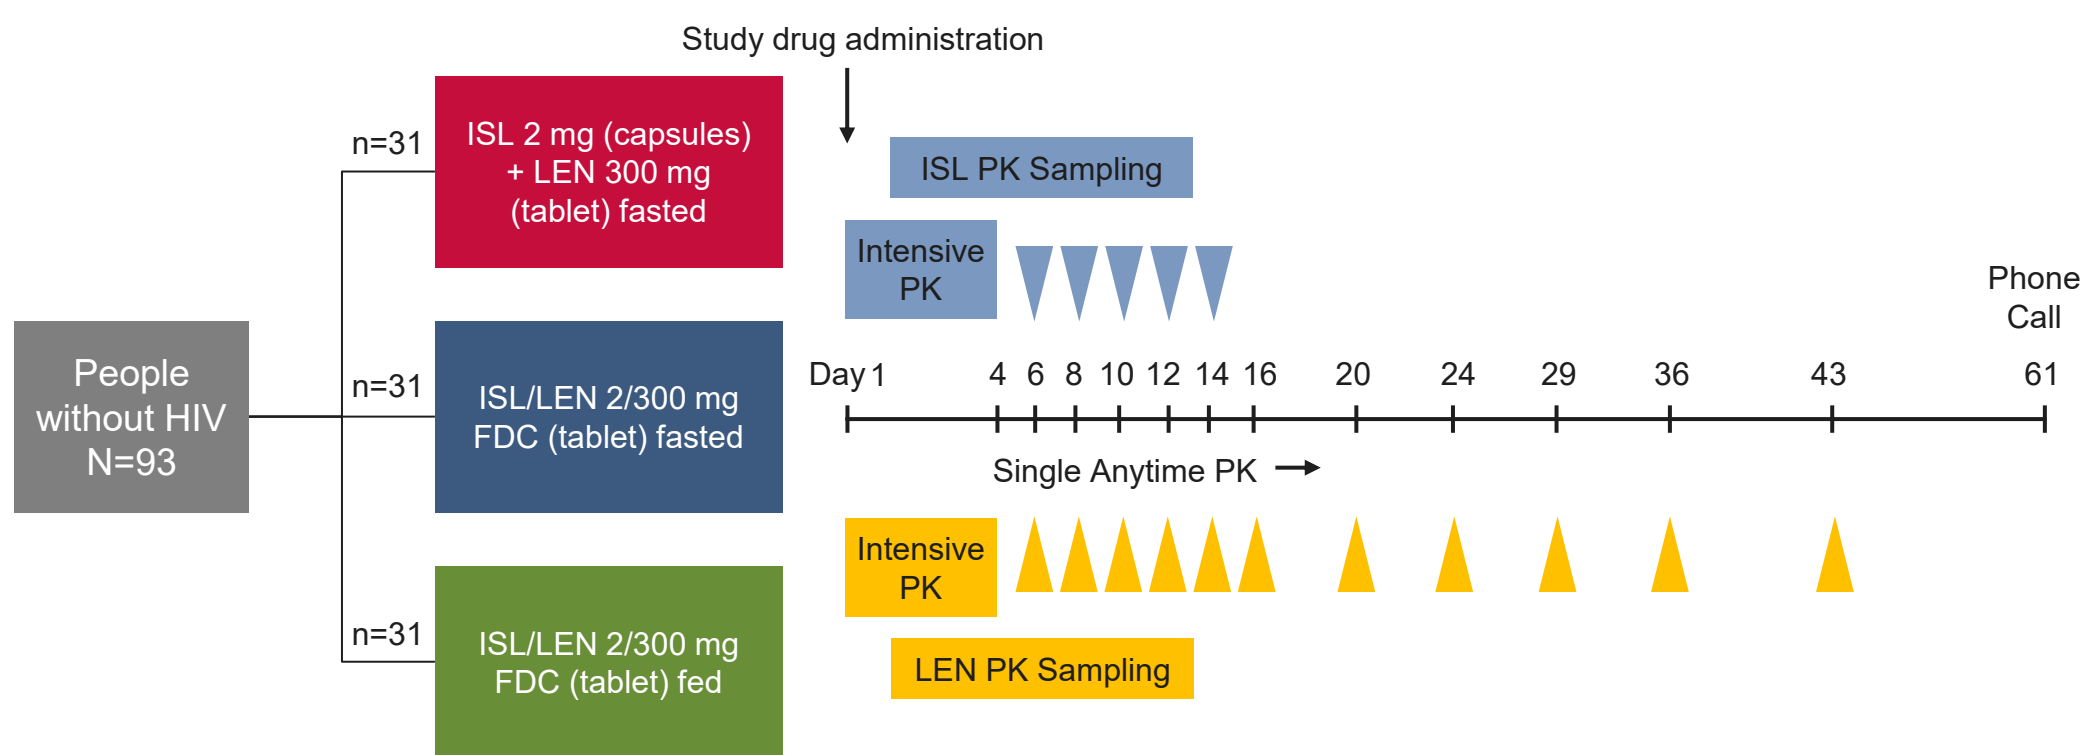 Study drug administration
n=31
ISL 2 mg (capsules)
+ LEN 300 mg
(tablet) fasted
ISL PK Sampling
Intensive
PK
Phone
Call
People
without HIV
N=93
n=31
ISL/LEN 2/300 mg
FDC (tablet) fasted
Day 1 4 6 8 10 12 14 16 20 24 29 36 43 61
Single Anytime PK →
Intensive
PK
n=31
ISL/LEN 2/300 mg
FDC (tablet) fed
LEN PK Sampling